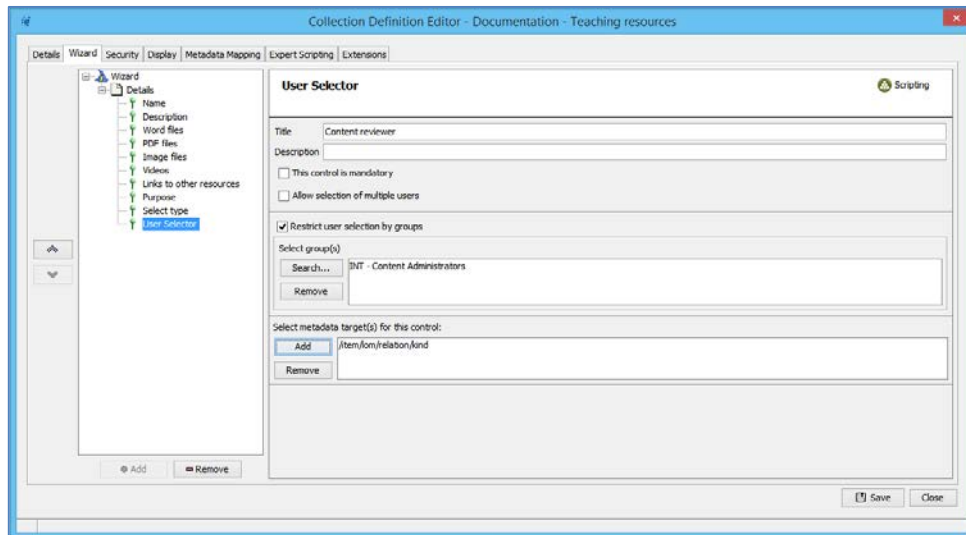 Collection Definition Editor - Documentation - Teaching resources
Details Wizard Security Display Metadata Mapping Expert Scripting Extensions
Wizard
Details
Name
Description
Word files
PDF files
Image files
Videos
Links to other resources
Purpose
Select type
User Selector
Add
Remove
User Selector
Scripting
Title Content reviewer
Description
This control is mandatory
Allow selection of multiple users
Restrict user selection by groups
Select group(s)
Search... INT - Content Administrators
Remove
Select metadata target(s) for this control:
Add /item/lom/relation/kind
Remove
Save Close